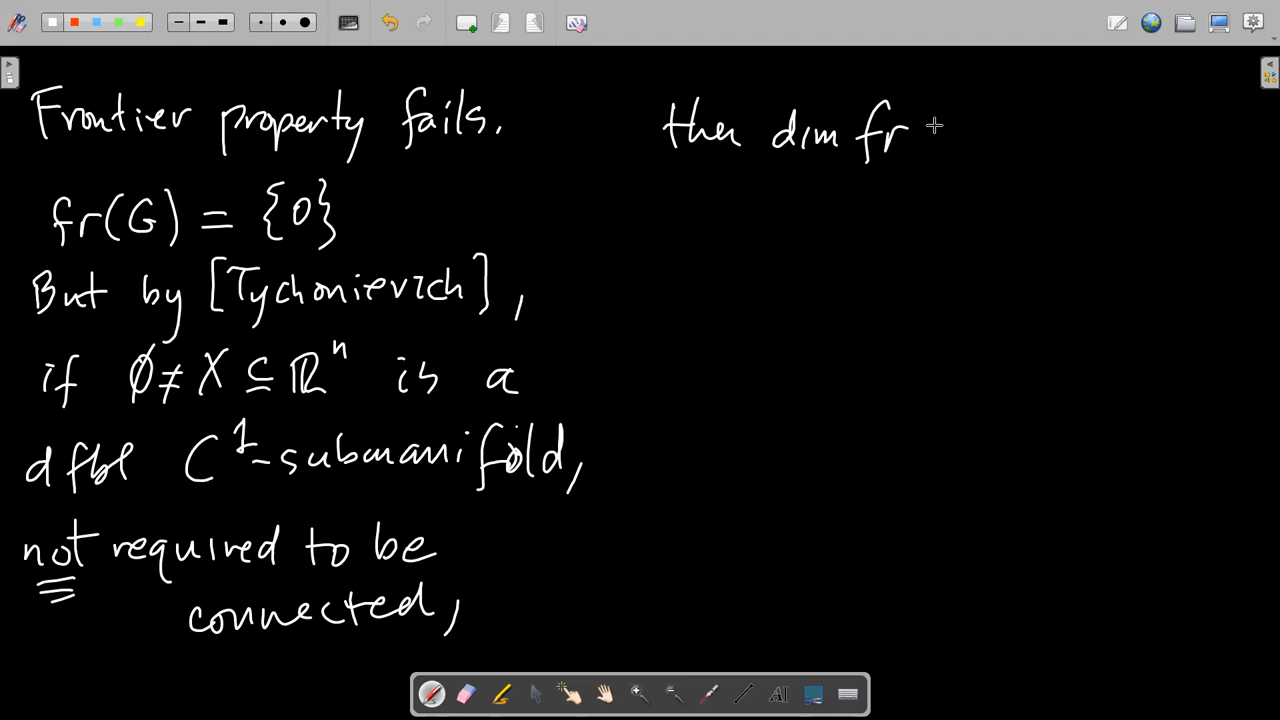 Frontier property fails.
fr(G) = {0}
But by [Tychonievich],
if ∅ ≠ X ⊆ ℝⁿ is a
dfbl C¹-submanifold,
not required to be
connected,
then dim fr